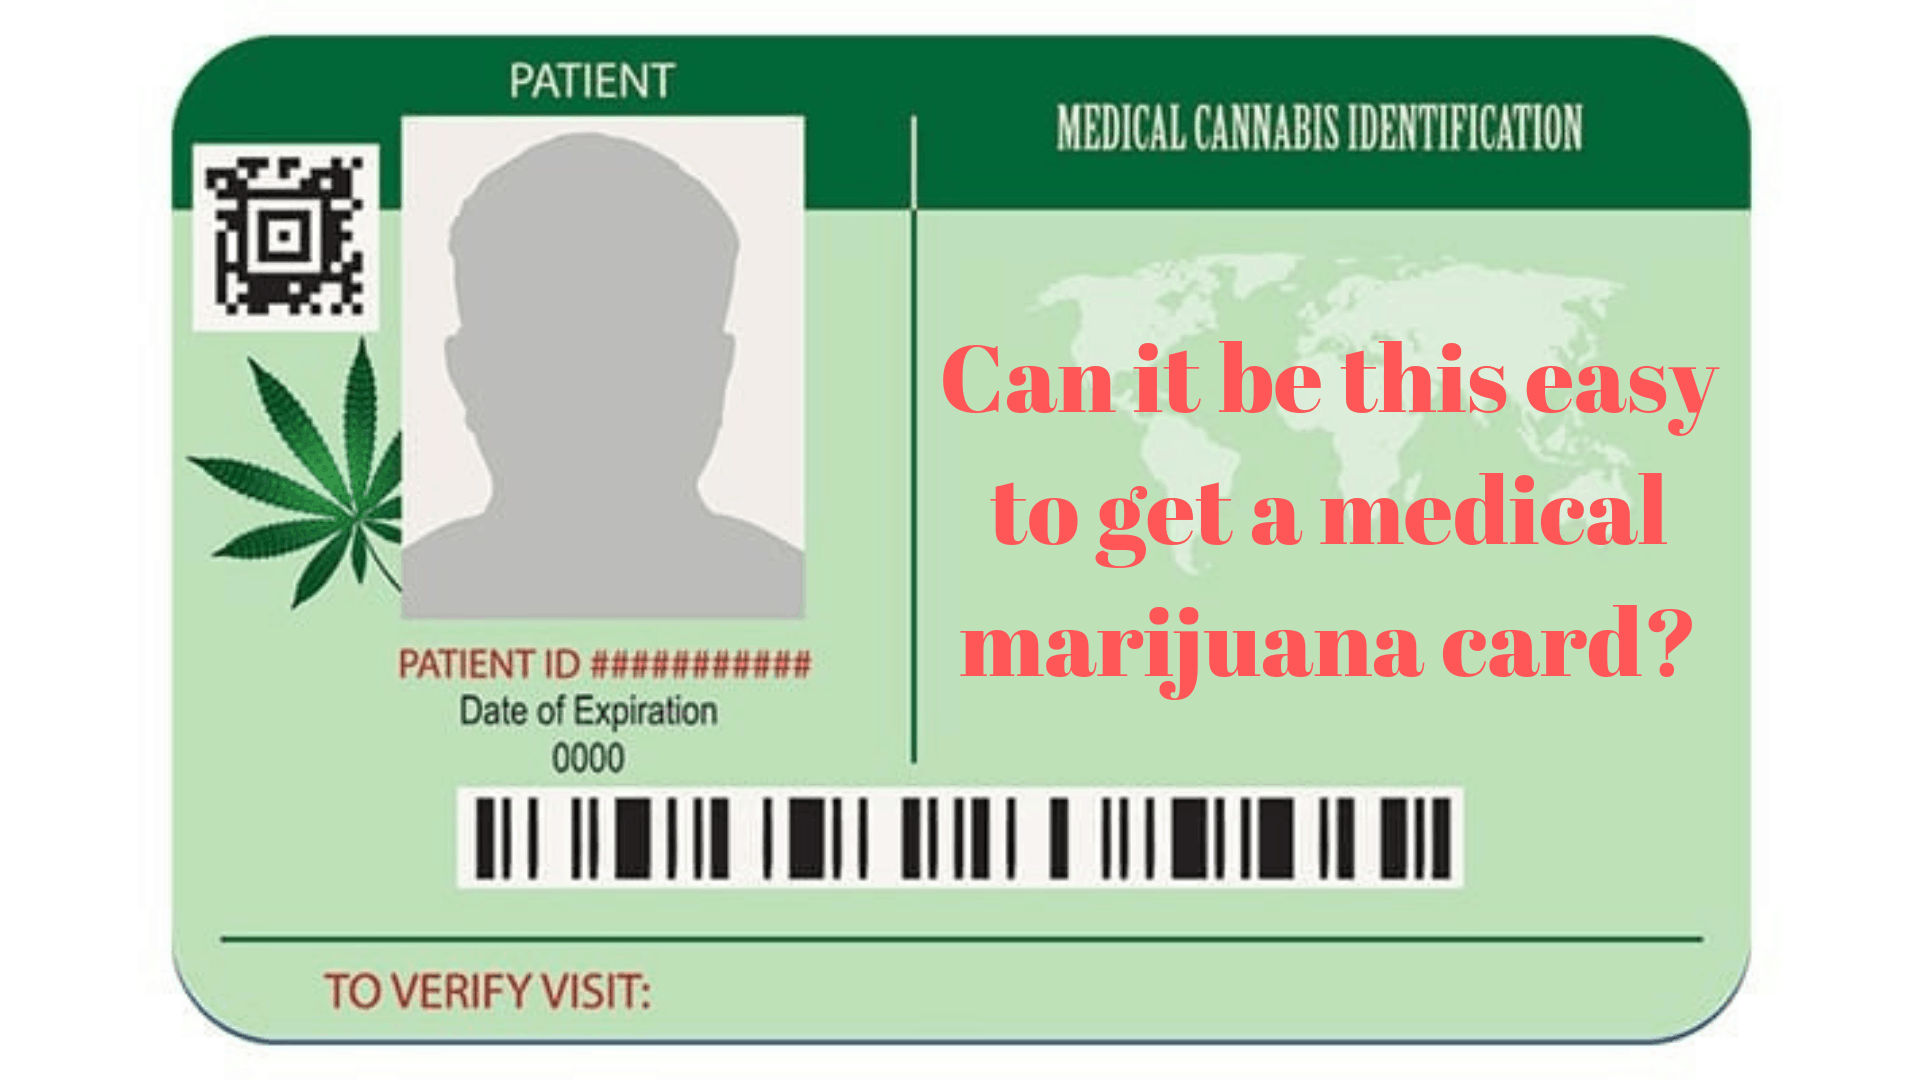 PATIENT
MEDICAL CANNABIS IDENTIFICATION
Can it be this easy
to get a medical
marijuana card?
PATIENT ID ###########
Date of Expiration
0000
TO VERIFY VISIT: